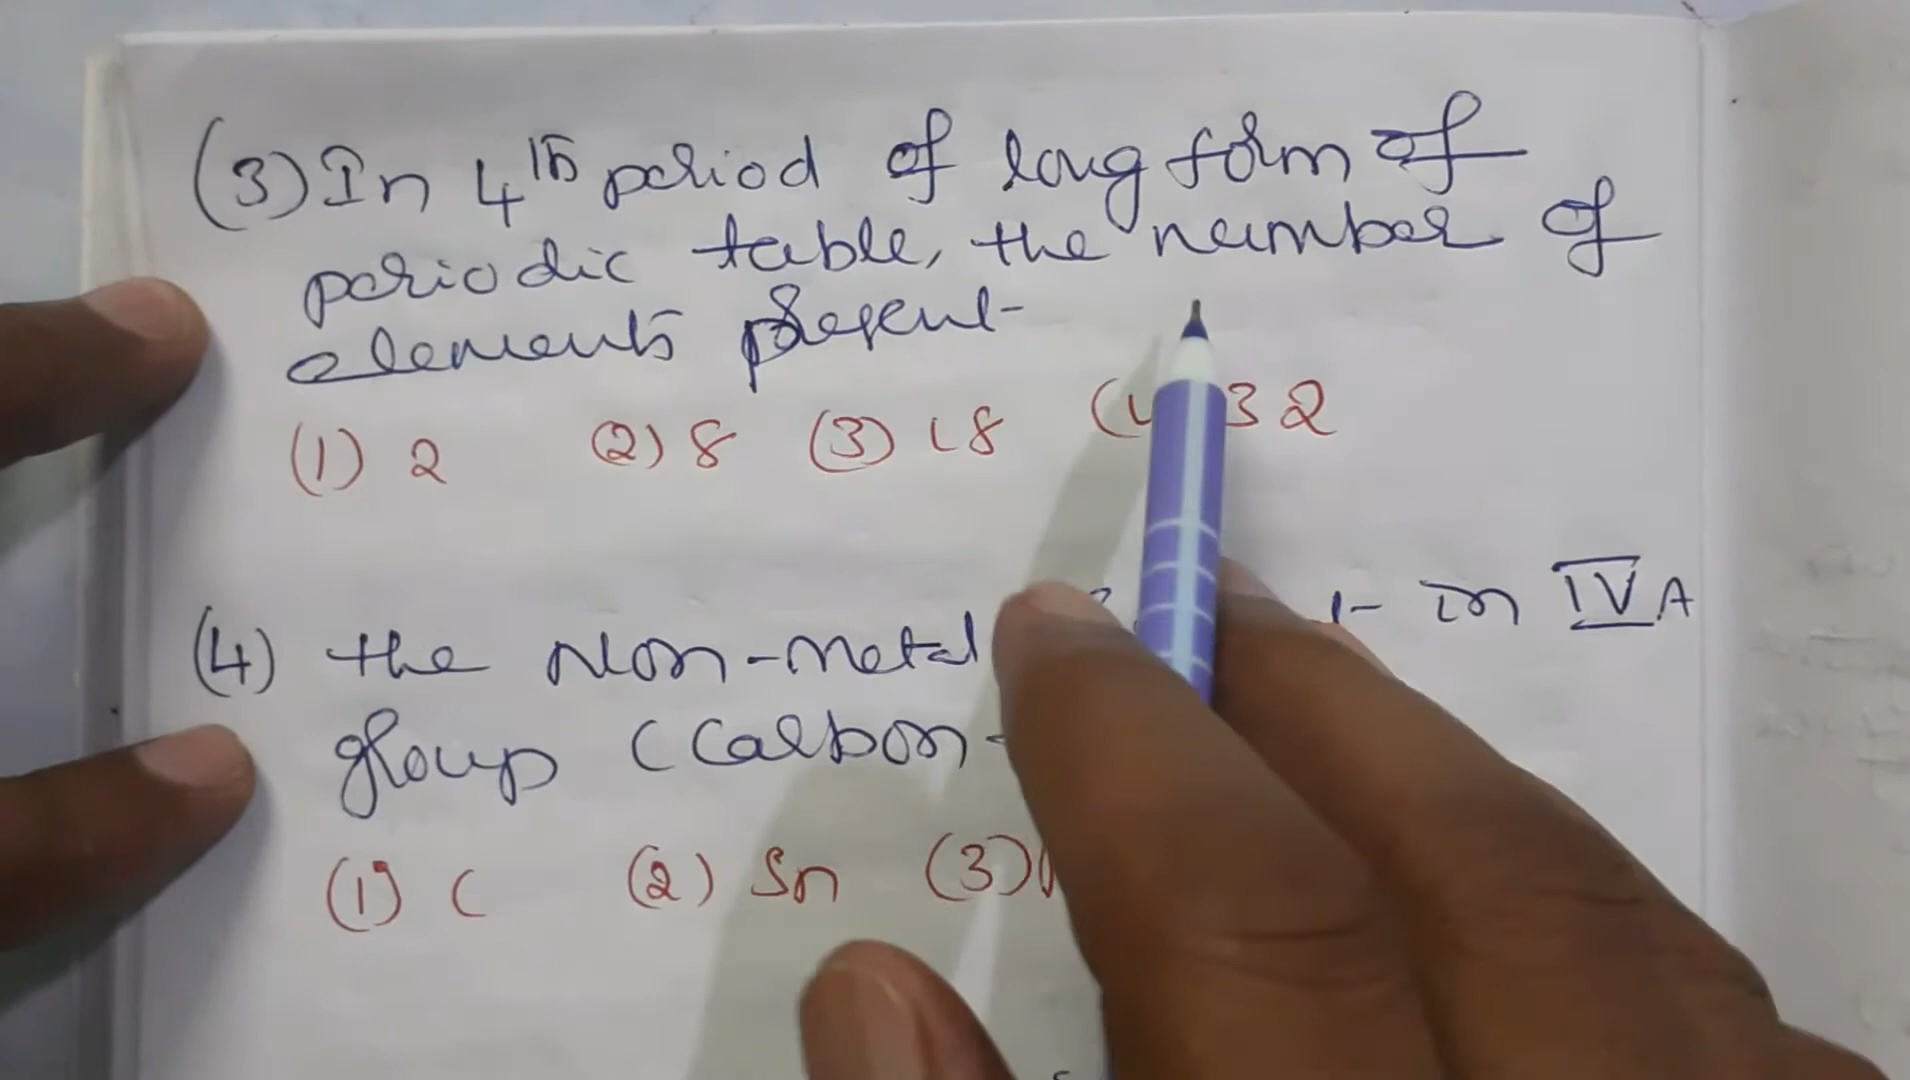 (3) In 4th period of long form of
periodic table, the number of
elements present
(1) 2 (2) 8 (3) 18 (4) 32
(4) the Non-metal in IV A
group (Carbon-
(1) C (2) Sn (3)